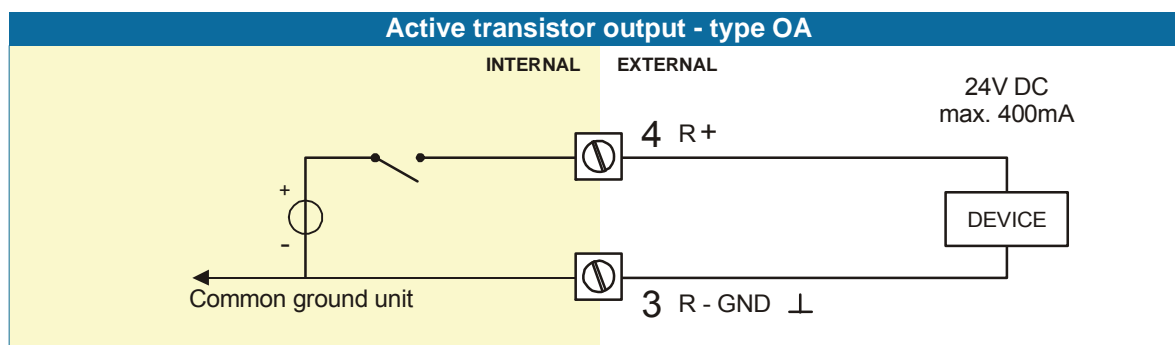 Active transistor output - type OA
INTERNAL
EXTERNAL
24V DC
max. 400mA
4 R+
+
-
DEVICE
Common ground unit
3 R - GND ⊥